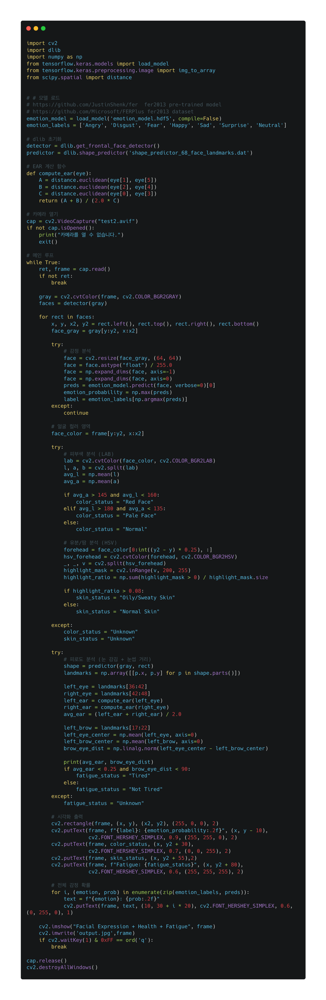 import cv2
import dlib
import numpy as np
from tensorflow.keras.models import load_model
from tensorflow.keras.preprocessing.image import img_to_array
from scipy.spatial import distance
# # 모델 로드
# https://github.com/JustinShenk/fer  fer2013 pre-trained model
# https://github.com/Microsoft/FERPlus fer2013 dataset
emotion_model = load_model('emotion_model.hdf5', compile=False)
emotion_labels = ['Angry', 'Disgust', 'Fear', 'Happy', 'Sad', 'Surprise', 'Neutral']
# dlib 초기화
detector = dlib.get_frontal_face_detector()
predictor = dlib.shape_predictor('shape_predictor_68_face_landmarks.dat')
# EAR 계산 함수
def compute_ear(eye):
    A = distance.euclidean(eye[1], eye[5])
    B = distance.euclidean(eye[2], eye[4])
    C = distance.euclidean(eye[0], eye[3])
    return (A + B) / (2.0 * C)
# 카메라 열기
cap = cv2.VideoCapture("test2.avif")
if not cap.isOpened():
    print("카메라를 열 수 없습니다.")
    exit()
# 메인 루프
while True:
    ret, frame = cap.read()
    if not ret:
        break
    gray = cv2.cvtColor(frame, cv2.COLOR_BGR2GRAY)
    faces = detector(gray)
    for rect in faces:
        x, y, x2, y2 = rect.left(), rect.top(), rect.right(), rect.bottom()
        face_gray = gray[y:y2, x:x2]
        try:
            # 감정 분석
            face = cv2.resize(face_gray, (64, 64))
            face = face.astype("float") / 255.0
            face = np.expand_dims(face, axis=-1)
            face = np.expand_dims(face, axis=0)
            preds = emotion_model.predict(face, verbose=0)[0]
            emotion_probability = np.max(preds)
            label = emotion_labels[np.argmax(preds)]
        except:
            continue
        # 얼굴 컬러 영역
        face_color = frame[y:y2, x:x2]
        try:
            # 피부색 분석 (LAB)
            lab = cv2.cvtColor(face_color, cv2.COLOR_BGR2LAB)
            l, a, b = cv2.split(lab)
            avg_l = np.mean(l)
            avg_a = np.mean(a)
            if avg_a > 145 and avg_l < 160:
                color_status = "Red Face"
            elif avg_l > 180 and avg_a < 135:
                color_status = "Pale Face"
            else:
                color_status = "Normal"
            # 유분/땀 분석 (HSV)
            forehead = face_color[0:int((y2 - y) * 0.25), :]
            hsv_forehead = cv2.cvtColor(forehead, cv2.COLOR_BGR2HSV)
            _, _, v = cv2.split(hsv_forehead)
            highlight_mask = cv2.inRange(v, 200, 255)
            highlight_ratio = np.sum(highlight_mask > 0) / highlight_mask.size
            if highlight_ratio > 0.08:
                skin_status = "Oily/Sweaty Skin"
            else:
                skin_status = "Normal Skin"
        except:
            color_status = "Unknown"
            skin_status = "Unknown"
        try:
            # 피로도 분석 (눈 감김 + 눈썹 거리)
            shape = predictor(gray, rect)
            landmarks = np.array([[p.x, p.y] for p in shape.parts()])
            left_eye = landmarks[36:42]
            right_eye = landmarks[42:48]
            left_ear = compute_ear(left_eye)
            right_ear = compute_ear(right_eye)
            avg_ear = (left_ear + right_ear) / 2.0
            left_brow = landmarks[17:22]
            left_eye_center = np.mean(left_eye, axis=0)
            left_brow_center = np.mean(left_brow, axis=0)
            brow_eye_dist = np.linalg.norm(left_eye_center - left_brow_center)
            print(avg_ear, brow_eye_dist)
            if avg_ear < 0.25 and brow_eye_dist < 90:
                fatigue_status = "Tired"
            else:
                fatigue_status = "Not Tired"
        except:
            fatigue_status = "Unknown"
        # 시각화 출력
        cv2.rectangle(frame, (x, y), (x2, y2), (255, 0, 0), 2)
        cv2.putText(frame, f"{label}: {emotion_probability:.2f}", (x, y - 10),
                    cv2.FONT_HERSHEY_SIMPLEX, 0.9, (255, 255, 0), 2)
        cv2.putText(frame, color_status, (x, y2 + 30),
                    cv2.FONT_HERSHEY_SIMPLEX, 0.7, (0, 0, 255), 2)
        cv2.putText(frame, skin_status, (x, y2 + 55),2)
        cv2.putText(frame, f"Fatigue: {fatigue_status}", (x, y2 + 80),
                    cv2.FONT_HERSHEY_SIMPLEX, 0.6, (255, 255, 255), 2)
        # 전체 감정 확률
        for i, (emotion, prob) in enumerate(zip(emotion_labels, preds)):
            text = f"{emotion}: {prob:.2f}"
            cv2.putText(frame, text, (10, 30 + i * 20), cv2.FONT_HERSHEY_SIMPLEX, 0.6,
(0, 255, 0), 1)
    cv2.imshow("Facial Expression + Health + Fatigue", frame)
    cv2.imwrite('output.jpg',frame)
    if cv2.waitKey(1) & 0xFF == ord('q'):
        break
cap.release()
cv2.destroyAllWindows()